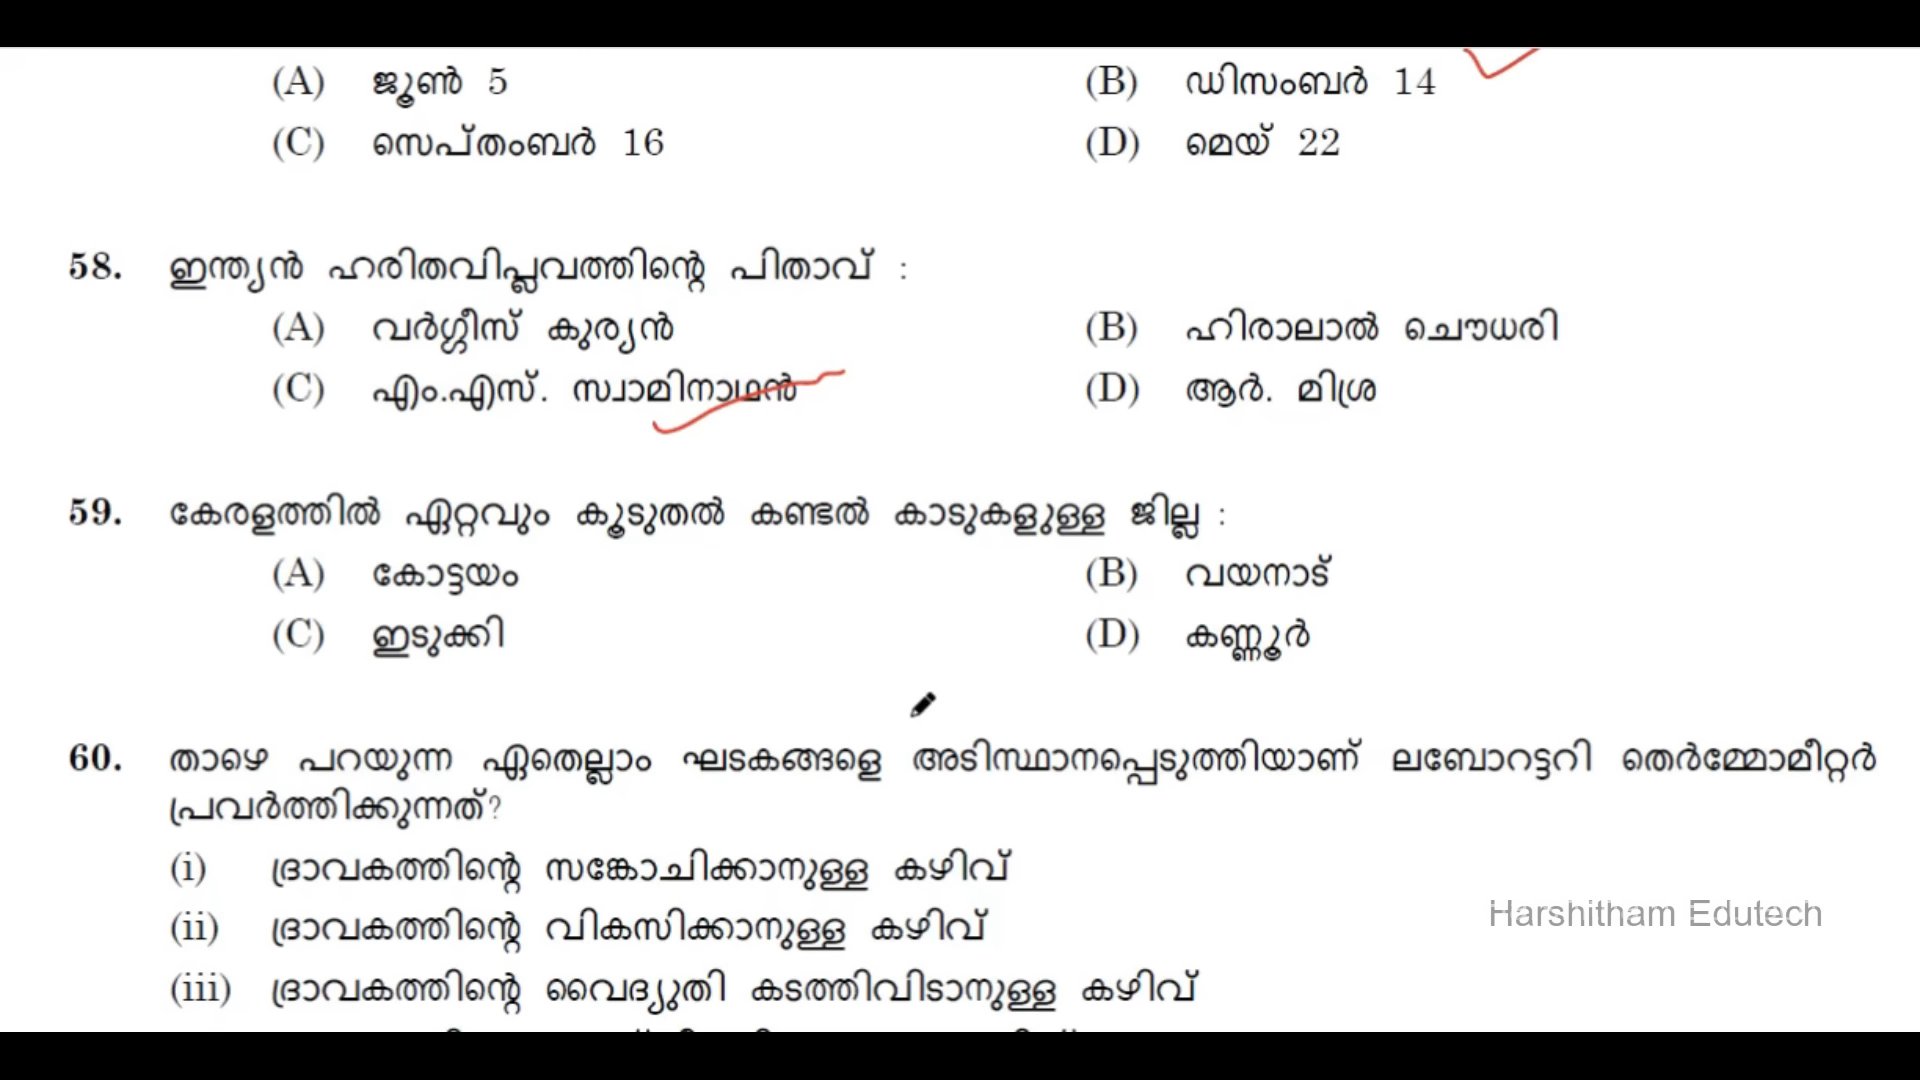 (A) ജൂൺ 5 (B) ഡിസംബർ 14
(C) സെപ്തംബർ 16 (D) മെയ് 22
58. ഇന്ത്യൻ ഹരിതവിപ്ലവത്തിന്റെ പിതാവ് :
(A) വർഗ്ഗീസ് കുര്യൻ (B) ഹിരാലാൽ ചൌധരി
(C) എം.എസ്. സ്വാമിനാഥൻ (D) ആർ. മിശ്ര
59. കേരളത്തിൽ ഏറ്റവും കൂടുതൽ കണ്ടൽ കാടുകളുള്ള ജില്ല :
(A) കോട്ടയം (B) വയനാട്
(C) ഇടുക്കി (D) കണ്ണൂർ
60. താഴെ പറയുന്ന ഏതെല്ലാം ഘടകങ്ങളെ അടിസ്ഥാനപ്പെടുത്തിയാണ് ലബോറട്ടറി തെർമ്മോമീറ്റർ
പ്രവർത്തിക്കുന്നത്?
(i) ദ്രാവകത്തിന്റെ സങ്കോചിക്കാനുള്ള കഴിവ്
(ii) ദ്രാവകത്തിന്റെ വികസിക്കാനുള്ള കഴിവ്
Harshitham Edutech
(iii) ദ്രാവകത്തിന്റെ വൈദ്യുതി കടത്തിവിടാനുള്ള കഴിവ്